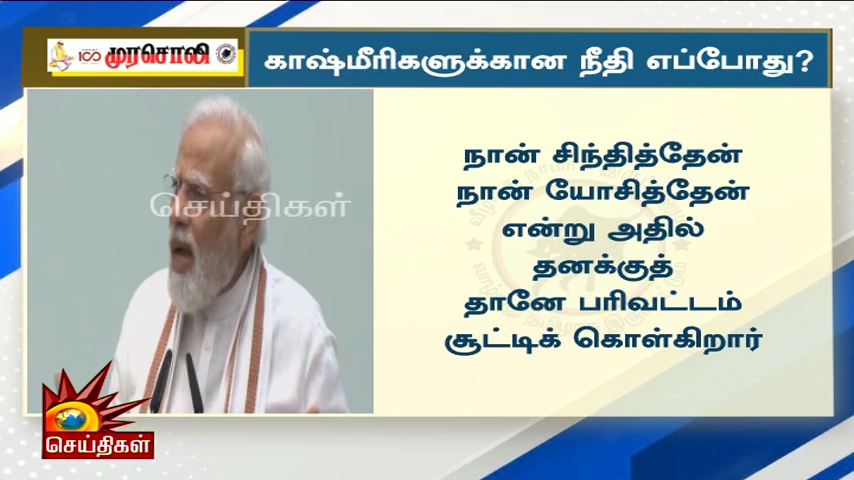 முரசொலி
காஷ்மீரிகளுக்கான நீதி எப்போது?
நான் சிந்தித்தேன்
நான் யோசித்தேன்
என்று அதில்
தனக்குத்
தானே பரிவட்டம்
சூட்டிக் கொள்கிறார்
செய்திகள்
செய்திகள்